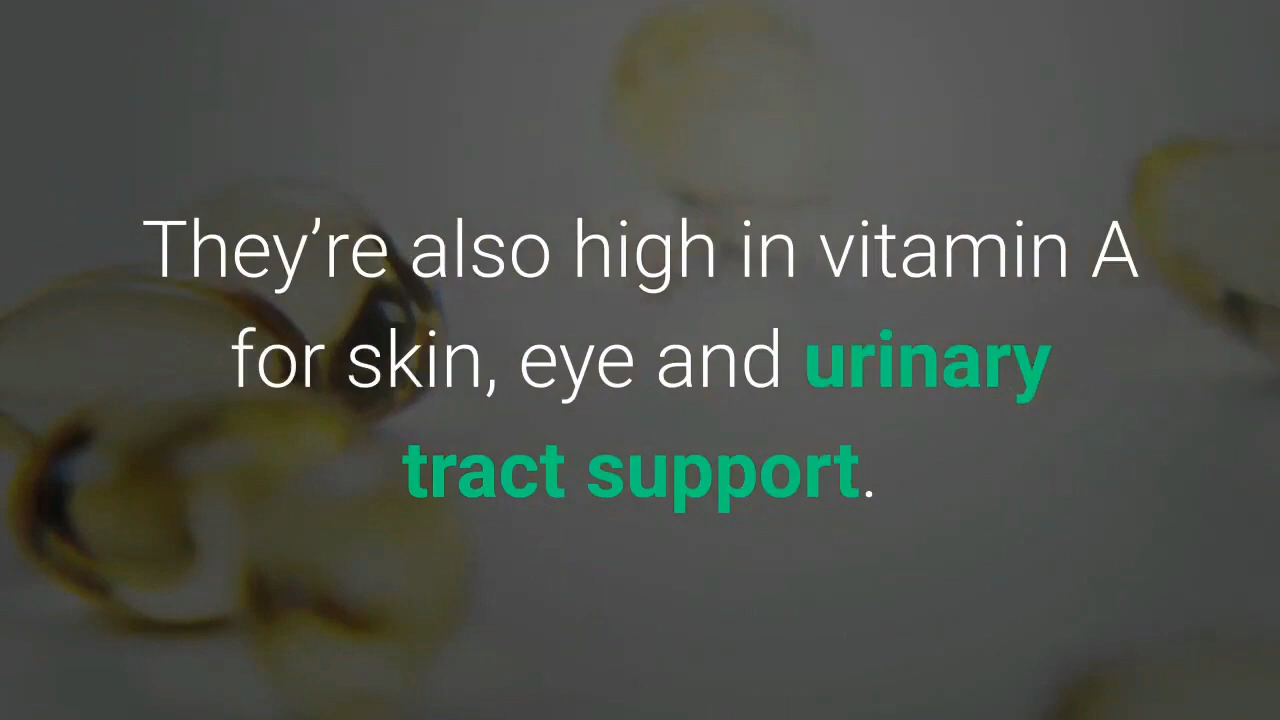 They’re also high in vitamin A
for skin, eye and urinary
tract support.